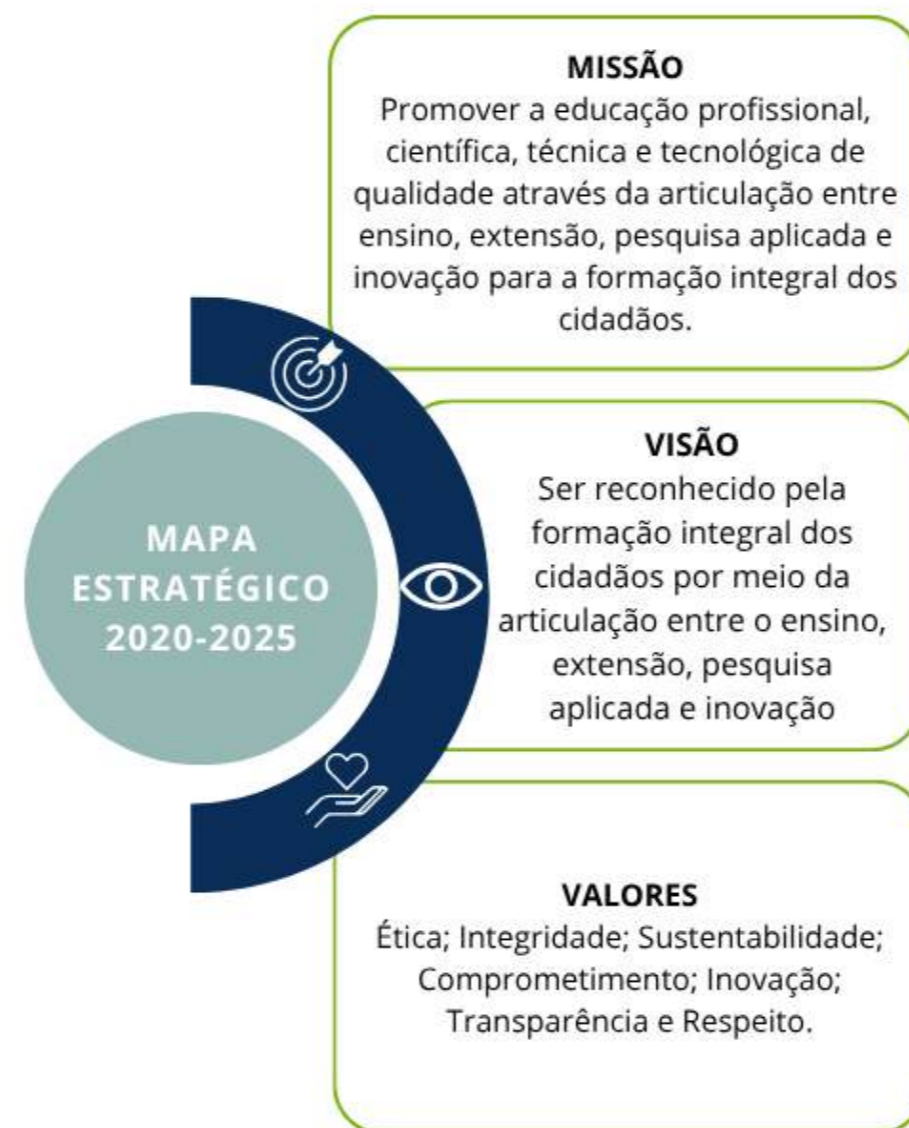 MISSÃO
Promover a educação profissional,
científica, técnica e tecnológica de
qualidade através da articulação entre
ensino, extensão, pesquisa aplicada e
inovação para a formação integral dos
cidadãos.
MAPA
ESTRATÉGICO
2020-2025
VISÃO
Ser reconhecido pela
formação integral dos
cidadãos por meio da
articulação entre o ensino,
extensão, pesquisa
aplicada e inovação
VALORES
Ética; Integridade; Sustentabilidade;
Comprometimento; Inovação;
Transparência e Respeito.